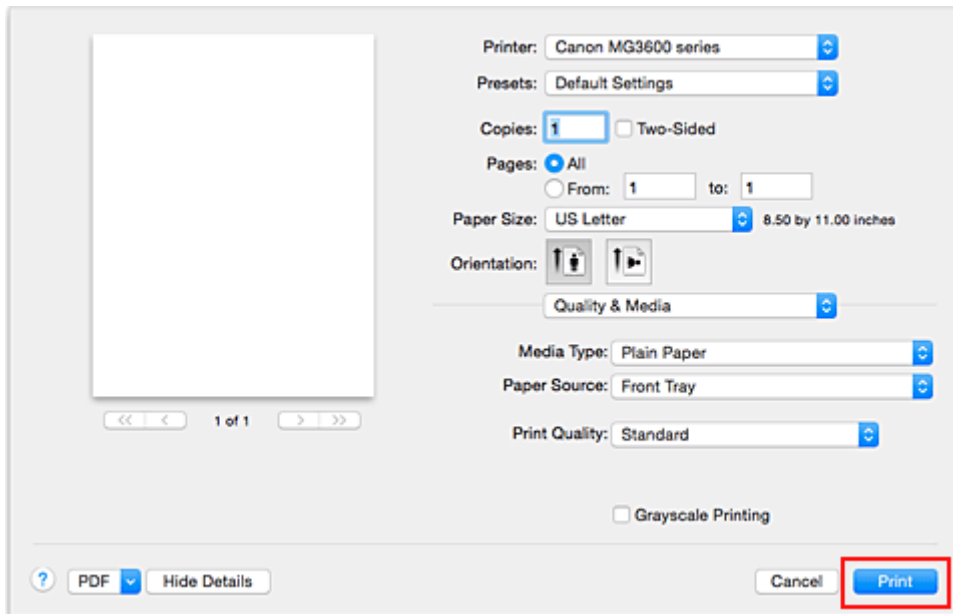 Printer: Canon MG3600 series
Presets: Default Settings
Copies: 1 Two-Sided
Pages: All
From: 1 to: 1
Paper Size: US Letter 8.50 by 11.00 inches
Orientation:
Quality & Media
Media Type: Plain Paper
Paper Source: Front Tray
<< < 1 of 1 > >>
Print Quality: Standard
Grayscale Printing
? PDF Hide Details Cancel Print